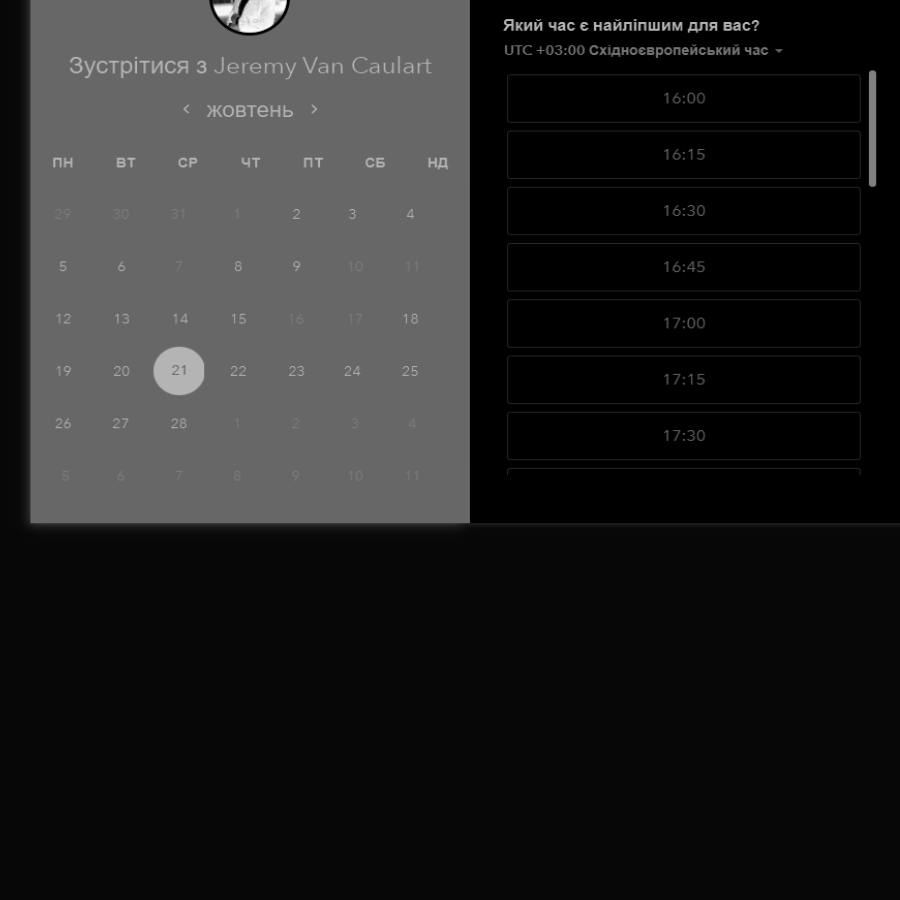 Зустрітися з Jeremy Van Caulart
жовтень
ПН ВТ СР ЧТ ПТ СБ НД
29 30 31 1 2 3 4
5 6 7 8 9 10 11
12 13 14 15 16 17 18
19 20 21 22 23 24 25
26 27 28 1 2 3 4
5 6 7 8 9 10 11
Який час є найліпшим для вас?
UTC +03:00 Східноєвропейський час
16:00
16:15
16:30
16:45
17:00
17:15
17:30